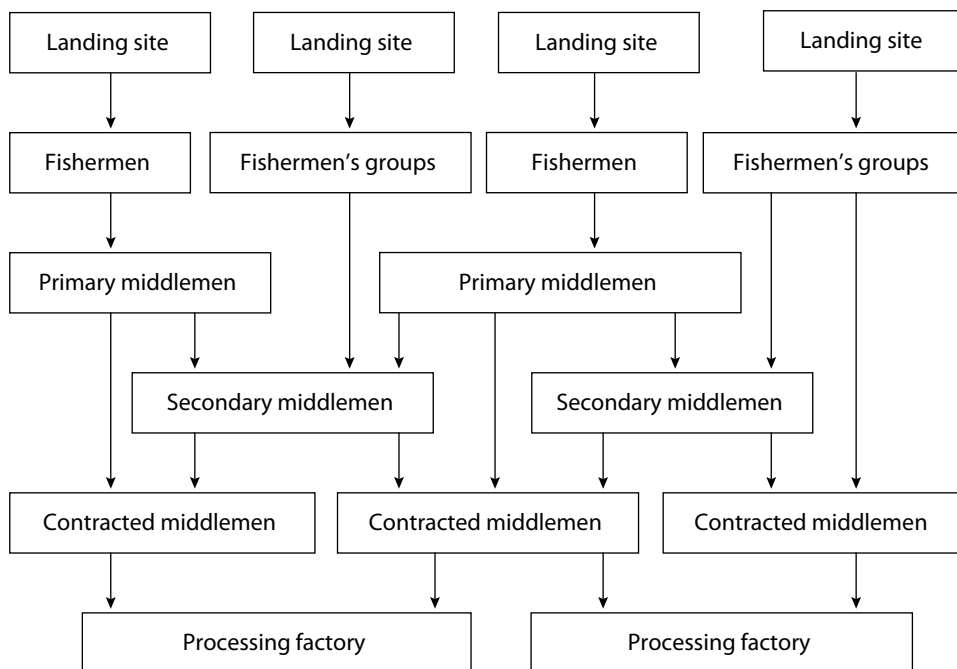 Landing site
Landing site
Landing site
Landing site
Fishermen
Fishermen’s groups
Fishermen
Fishermen’s groups
Primary middlemen
Primary middlemen
Secondary middlemen
Secondary middlemen
Contracted middlemen
Contracted middlemen
Contracted middlemen
Processing factory
Processing factory